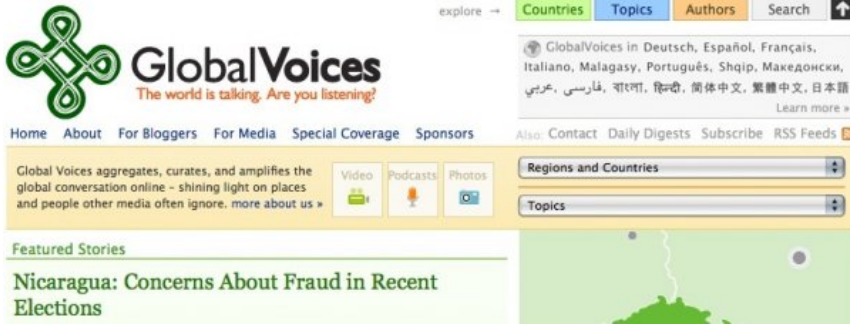 explore → Countries Topics Authors Search
GlobalVoices
The world is talking. Are you listening?
GlobalVoices in Deutsch, Español, Français,
Italiano, Malagasy, Português, Shqip, Македонски,
عربي, فارسی, বাংলা, हिन्दी, 简体中文, 繁體中文, 日本語
Learn more »
Home About For Bloggers For Media Special Coverage Sponsors
Also: Contact Daily Digests Subscribe RSS Feeds
Global Voices aggregates, curates, and amplifies the
global conversation online – shining light on places
and people other media often ignore. more about us »
Video Podcasts Photos
Regions and Countries
Topics
Featured Stories
Nicaragua: Concerns About Fraud in Recent
Elections